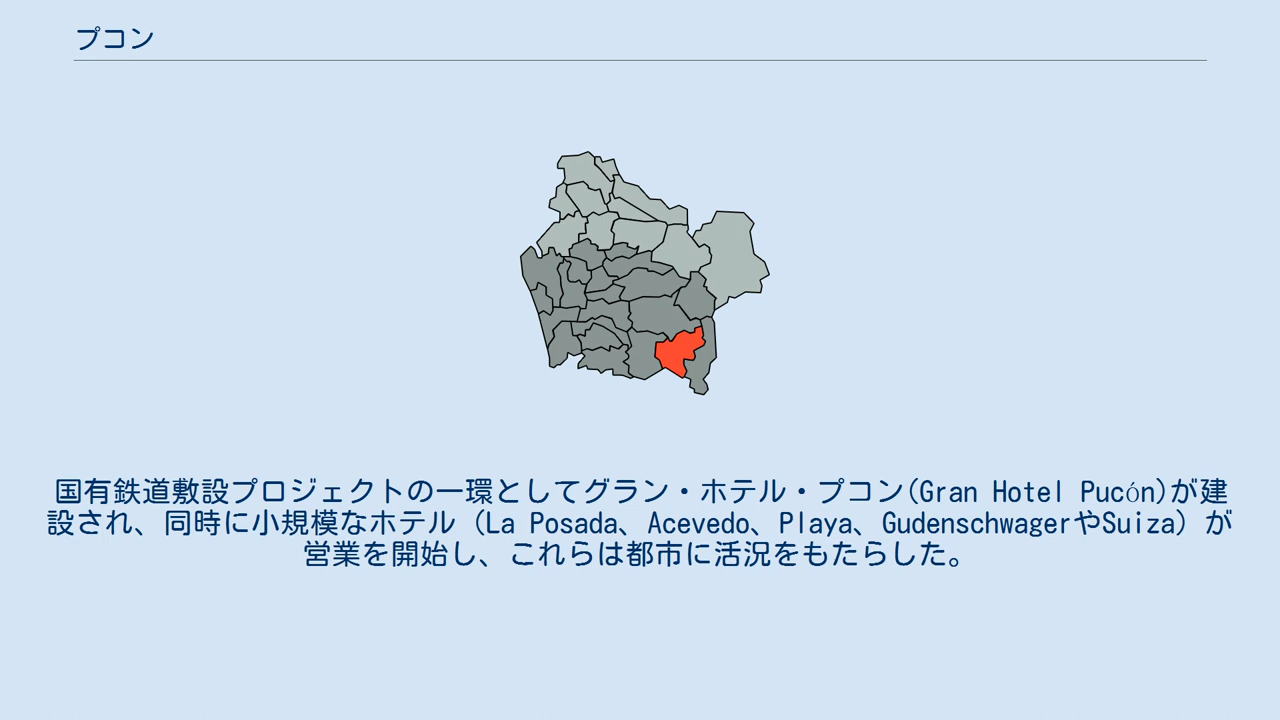 プコン
国有鉄道敷設プロジェクトの一環としてグラン・ホテル・プコン(Gran Hotel Pucón)が建
設され、同時に小規模なホテル（La Posada、Acevedo、Playa、GudenschwagerやSuiza）が
営業を開始し、これらは都市に活況をもたらした。